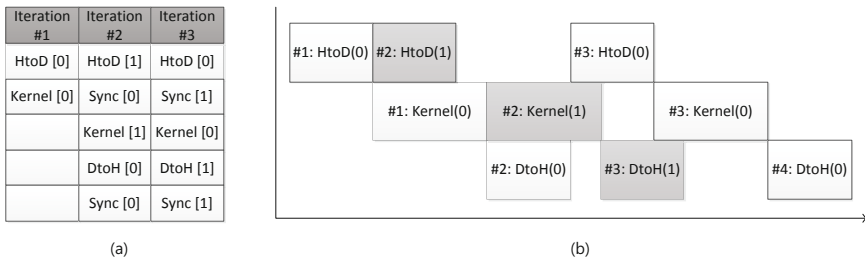 Iteration #1 Iteration #2 Iteration #3
HtoD [0] HtoD [1] HtoD [0]
Kernel [0] Sync [0] Sync [1]
Kernel [1] Kernel [0]
DtoH [0] DtoH [1]
Sync [0] Sync [1]
(a)
#1: HtoD(0) #2: HtoD(1) #3: HtoD(0)
#1: Kernel(0) #2: Kernel(1) #3: Kernel(0)
#2: DtoH(0) #3: DtoH(1) #4: DtoH(0)
(b)